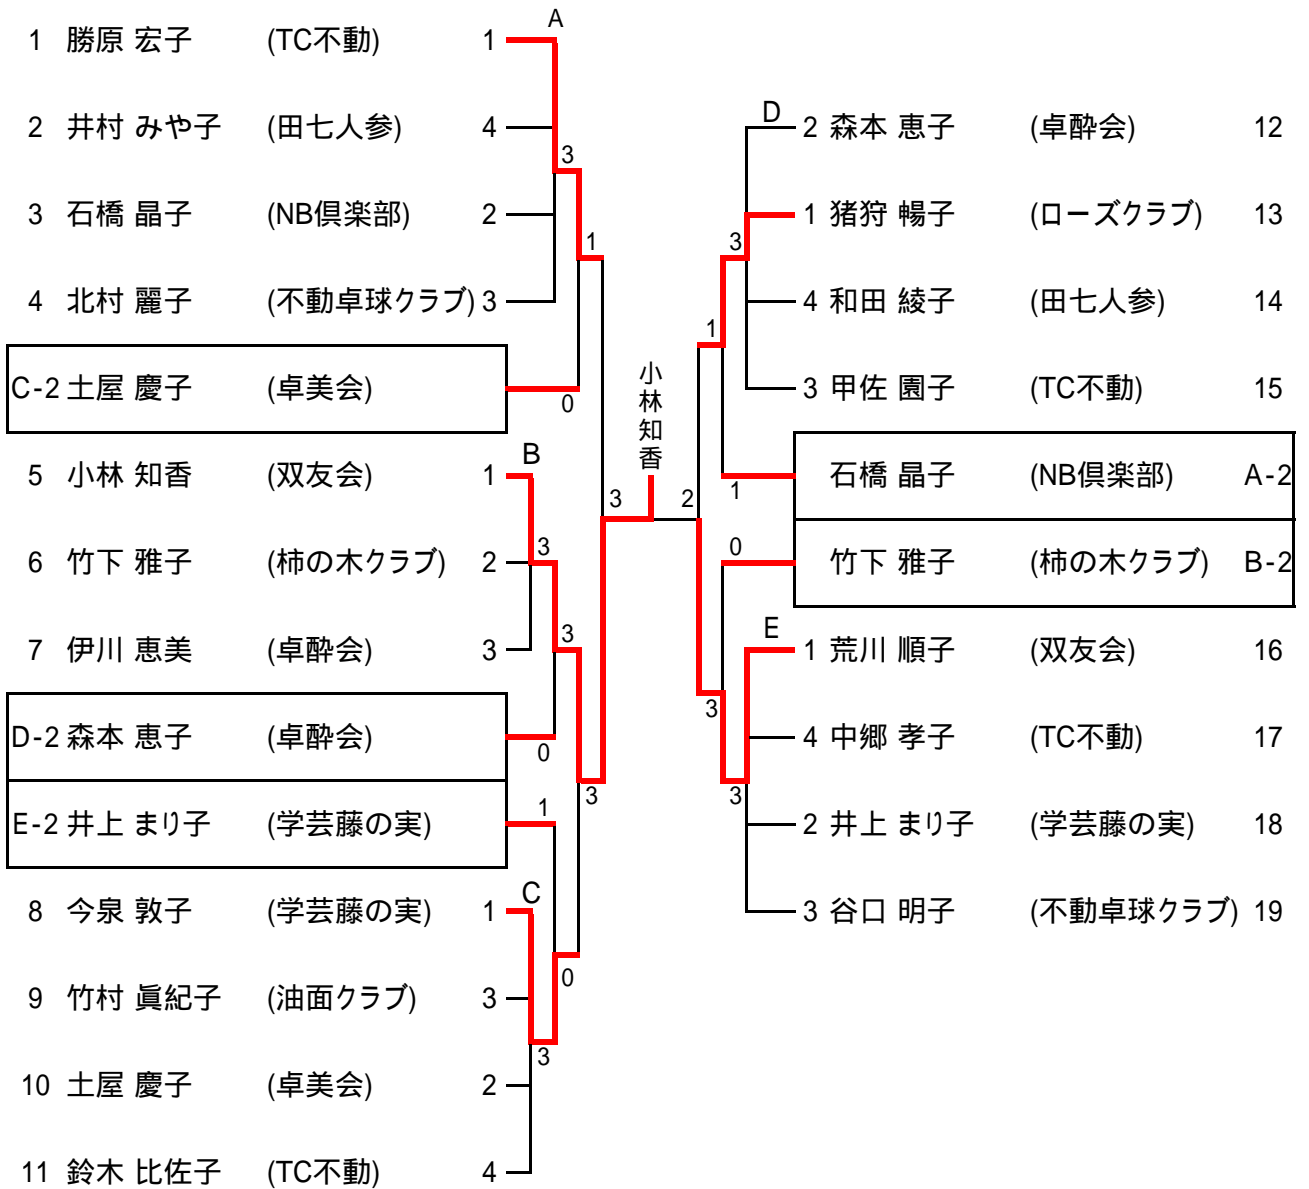 A
1 勝原 宏子 (TC不動) 1
2 井村 みや子 (田七人参) 4
3
3 石橋 晶子 (NB倶楽部) 2
1
4 北村 麗子 (不動卓球クラブ) 3
C-2 土屋 慶子 (卓美会)
0
B
5 小林 知香 (双友会) 1
3
6 竹下 雅子 (柿の木クラブ) 2
3
7 伊川 恵美 (卓酔会) 3
D-2 森本 恵子 (卓酔会)
0
3
E-2 井上 まり子 (学芸藤の実)
1
C
8 今泉 敦子 (学芸藤の実) 1
0
9 竹村 眞紀子 (油面クラブ) 3
3
10 土屋 慶子 (卓美会) 2
11 鈴木 比佐子 (TC不動) 4
小林知香
3 2
D
2 森本 恵子 (卓酔会) 12
1 猪狩 暢子 (ローズクラブ) 13
3
4 和田 綾子 (田七人参) 14
1
3 甲佐 園子 (TC不動) 15
石橋 晶子 (NB倶楽部) A-2
1
0
竹下 雅子 (柿の木クラブ) B-2
E
1 荒川 順子 (双友会) 16
3
4 中郷 孝子 (TC不動) 17
3
2 井上 まり子 (学芸藤の実) 18
3 谷口 明子 (不動卓球クラブ) 19